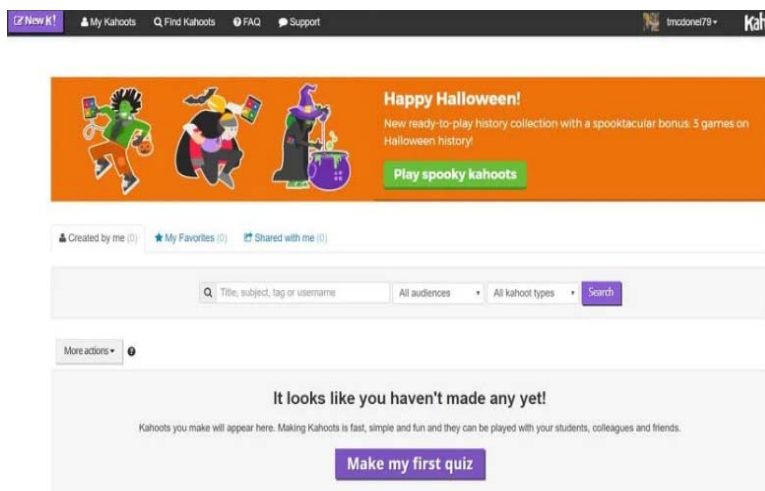 New K!
My Kahoots
Find Kahoots
FAQ
Support
tmcdonel79
Kah
Happy Halloween!
New ready-to-play history collection with a spooktacular bonus: 3 games on
Halloween history!
Play spooky kahoots
Created by me (0)
My Favorites (0)
Shared with me (0)
Title, subject, tag or username
All audiences
All kahoot types
Search
More actions
It looks like you haven't made any yet!
Kahoots you make will appear here. Making Kahoots is fast, simple and fun and they can be played with your students, colleagues and friends.
Make my first quiz